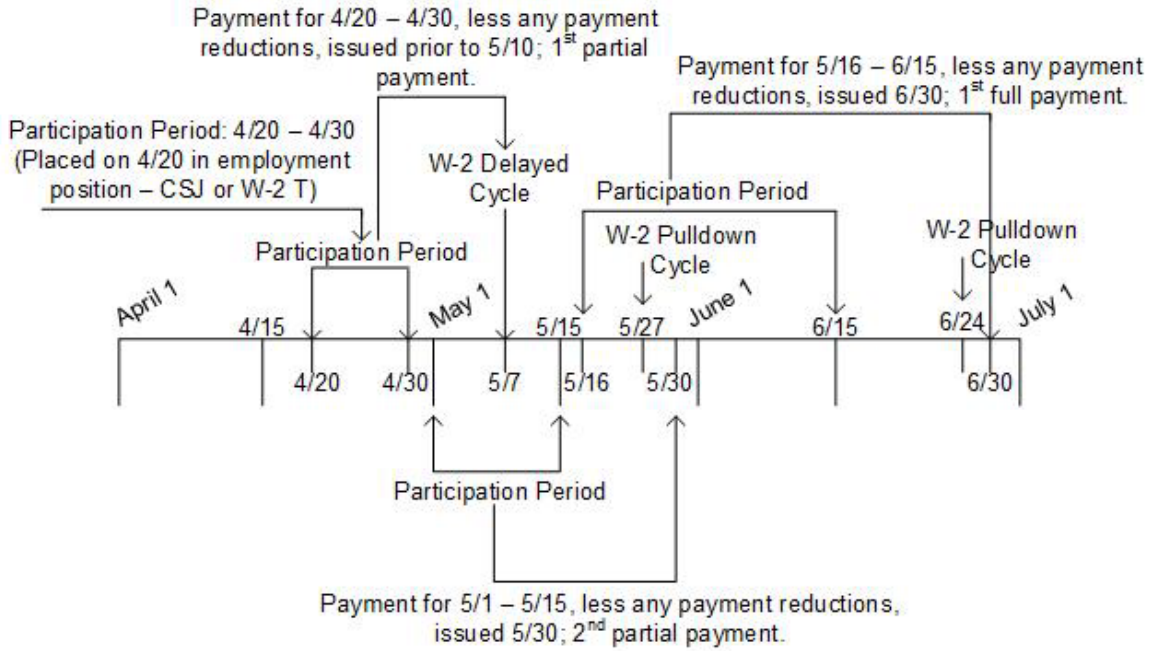 Payment for 4/20 – 4/30, less any payment
reductions, issued prior to 5/10; 1st partial
payment.
Payment for 5/16 – 6/15, less any payment
reductions, issued 6/30; 1st full payment.
Participation Period: 4/20 – 4/30
(Placed on 4/20 in employment
position – CSJ or W-2 T)
W-2 Delayed
Cycle
Participation Period
W-2 Pulldown
Cycle
W-2 Pulldown
Cycle
Participation Period
April 1
May 1
June 1
July 1
4/15
5/15
5/27
6/15
6/24
4/20
4/30
5/7
5/16
5/30
6/30
Participation Period
Payment for 5/1 – 5/15, less any payment reductions,
issued 5/30; 2nd partial payment.